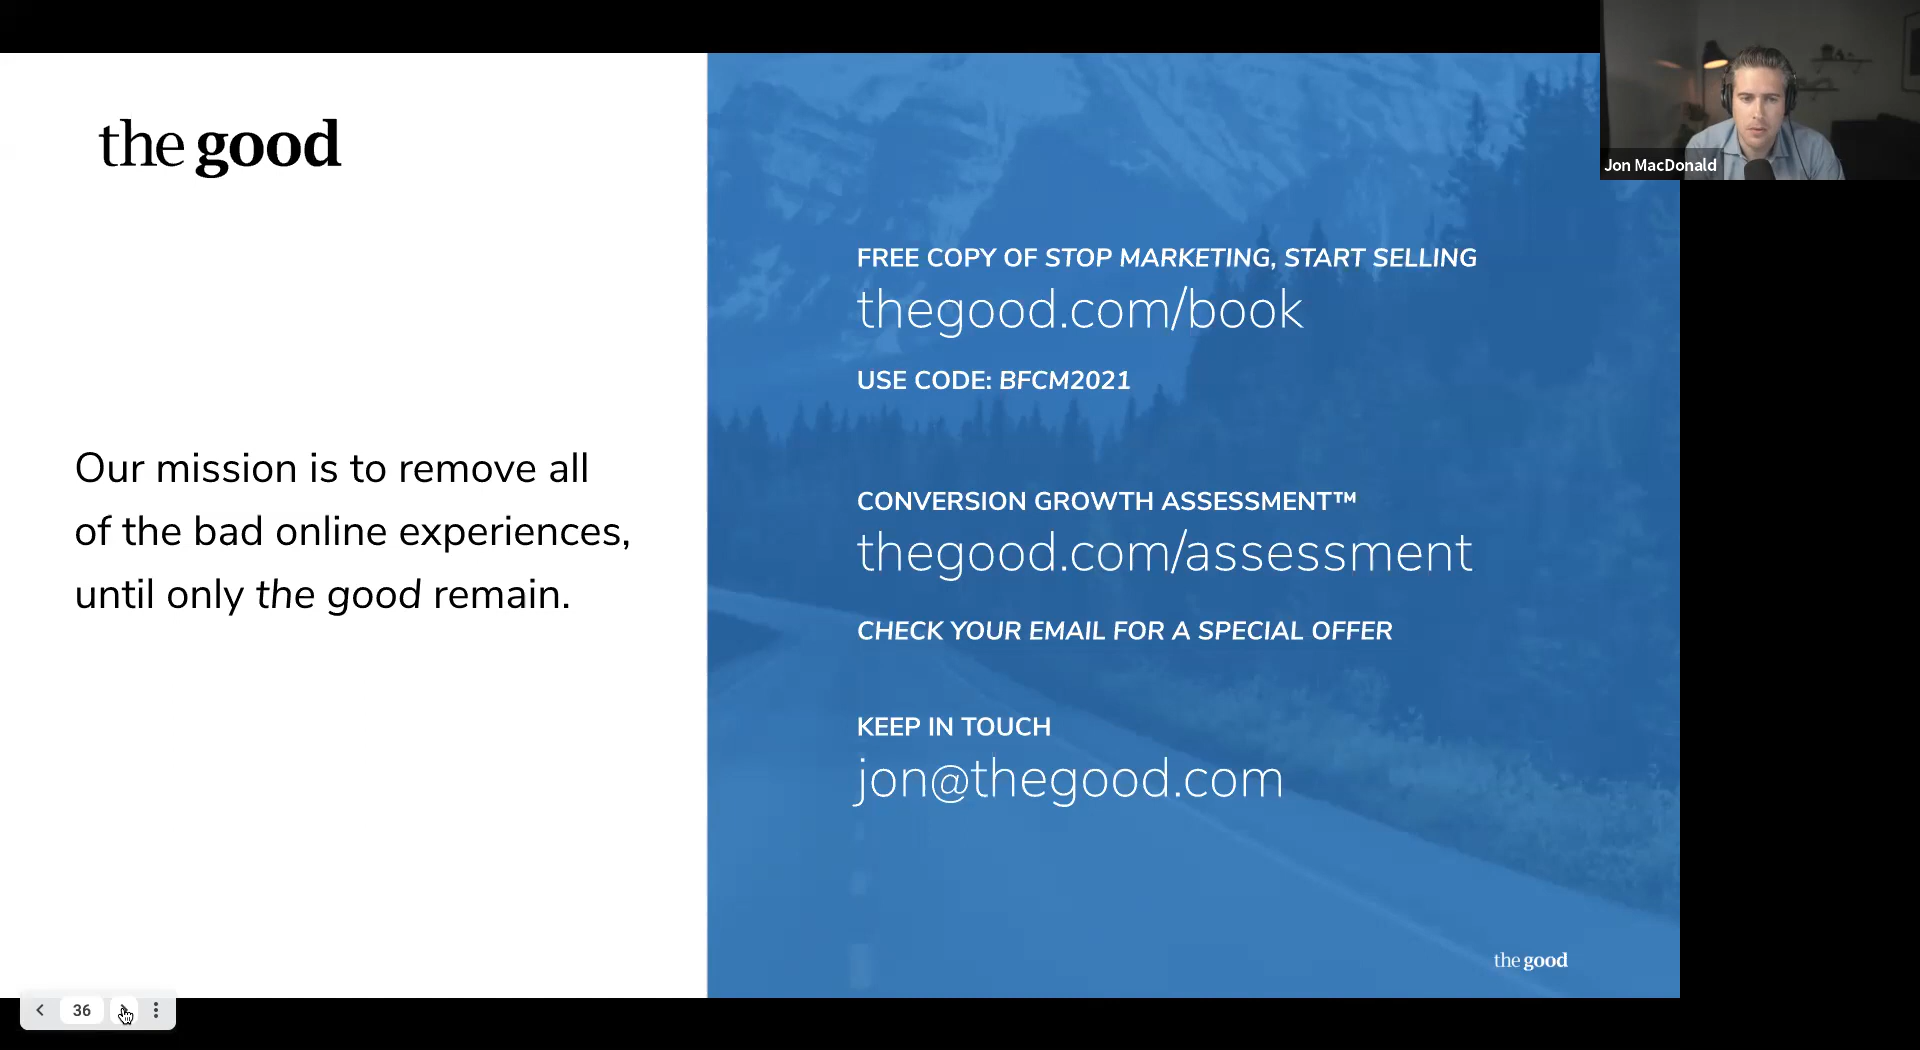 the good
Our mission is to remove all
of the bad online experiences,
until only the good remain.
FREE COPY OF STOP MARKETING, START SELLING
thegood.com/book
USE CODE: BFCM2021
CONVERSION GROWTH ASSESSMENT™
thegood.com/assessment
CHECK YOUR EMAIL FOR A SPECIAL OFFER
KEEP IN TOUCH
jon@thegood.com
the good
Jon MacDonald
36